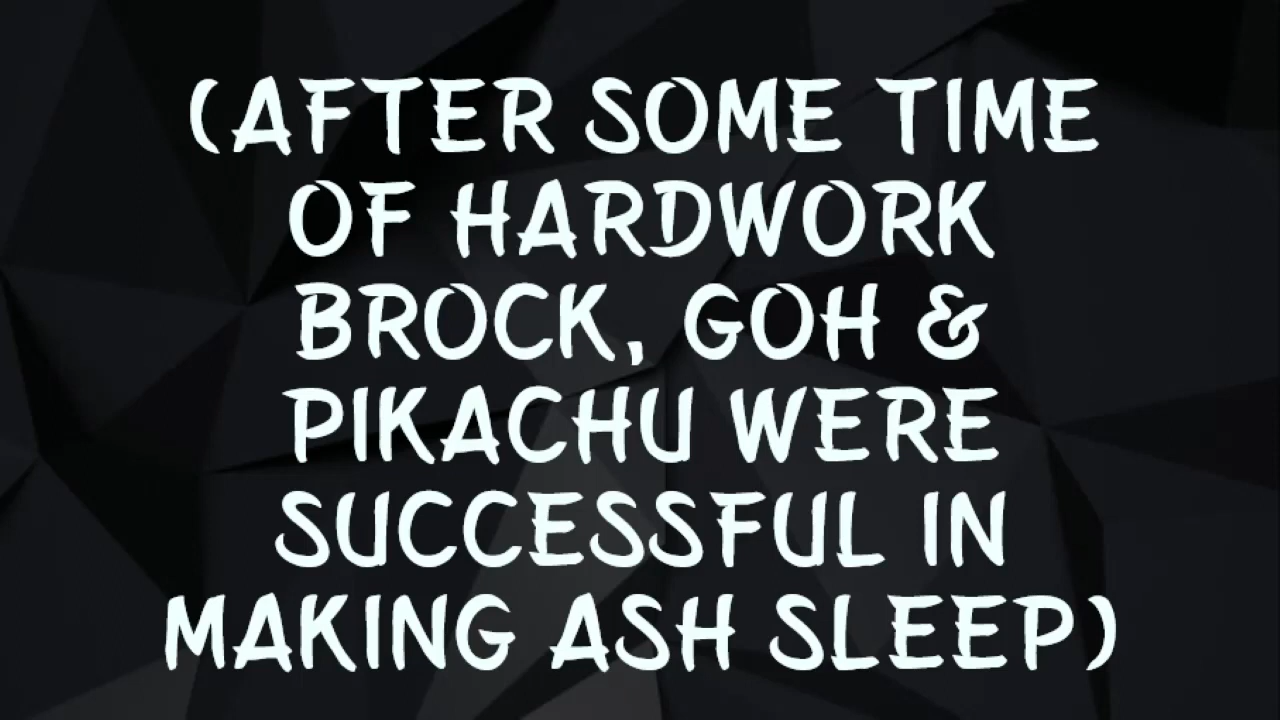 (AFTER SOME TIME
OF HARDWORK
BROCK, GOH &
PIKACHU WERE
SUCCESSFUL IN
MAKING ASH SLEEP)